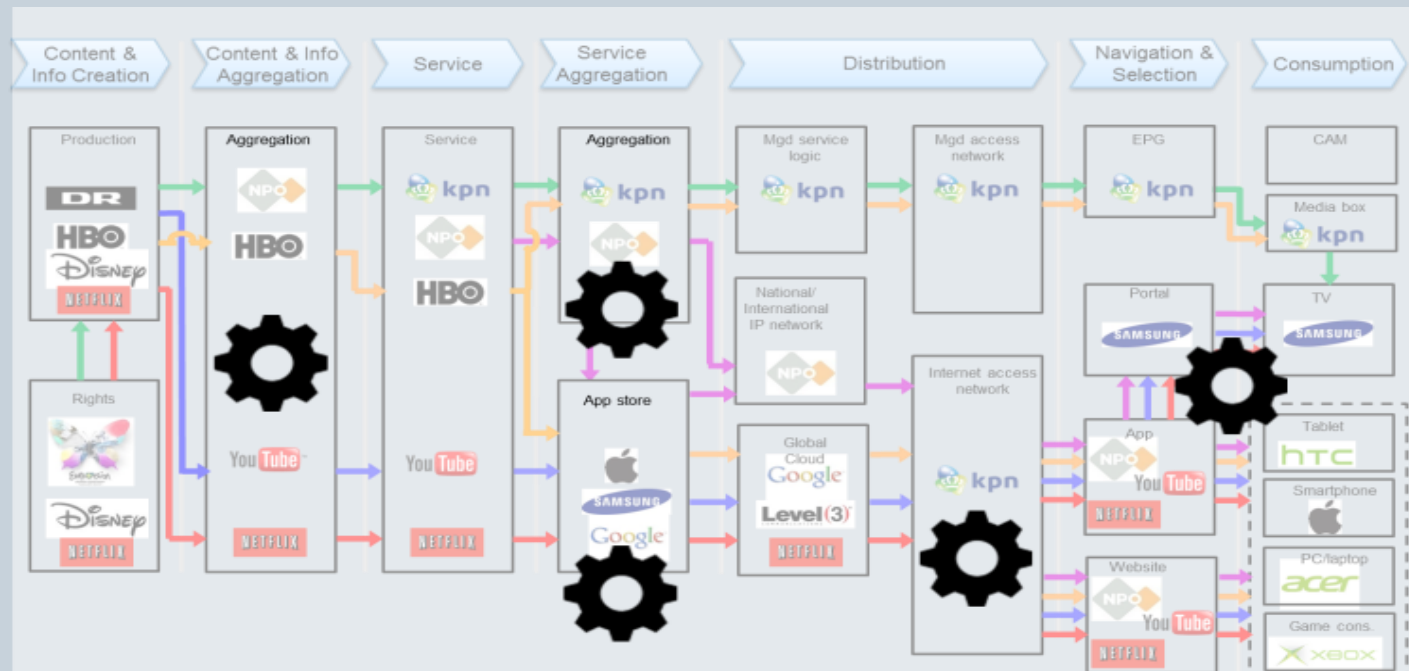 Content &
Info Creation
Content & Info
Aggregation
Service
Service
Aggregation
Distribution
Navigation &
Selection
Consumption
Production
DR
HBO
Disney
NETFLIX
Rights
EUROVISION
Disney
NETFLIX
Aggregation
NPO
HBO
YouTube
NETFLIX
Service
kpn
NPO
HBO
YouTube
NETFLIX
Aggregation
kpn
NPO
App store
SAMSUNG
Google
Mgd service
logic
kpn
National/
International
IP network
NPO
Global
Cloud
Google
Level(3)
NETFLIX
Mgd access
network
kpn
Internet access
network
kpn
EPG
kpn
Portal
SAMSUNG
App
NPO
YouTube
NETFLIX
Website
NPO
YouTube
NETFLIX
CAM
Media box
kpn
TV
SAMSUNG
Tablet
hTC
Smartphone
PC/laptop
acer
Game cons.
XBOX